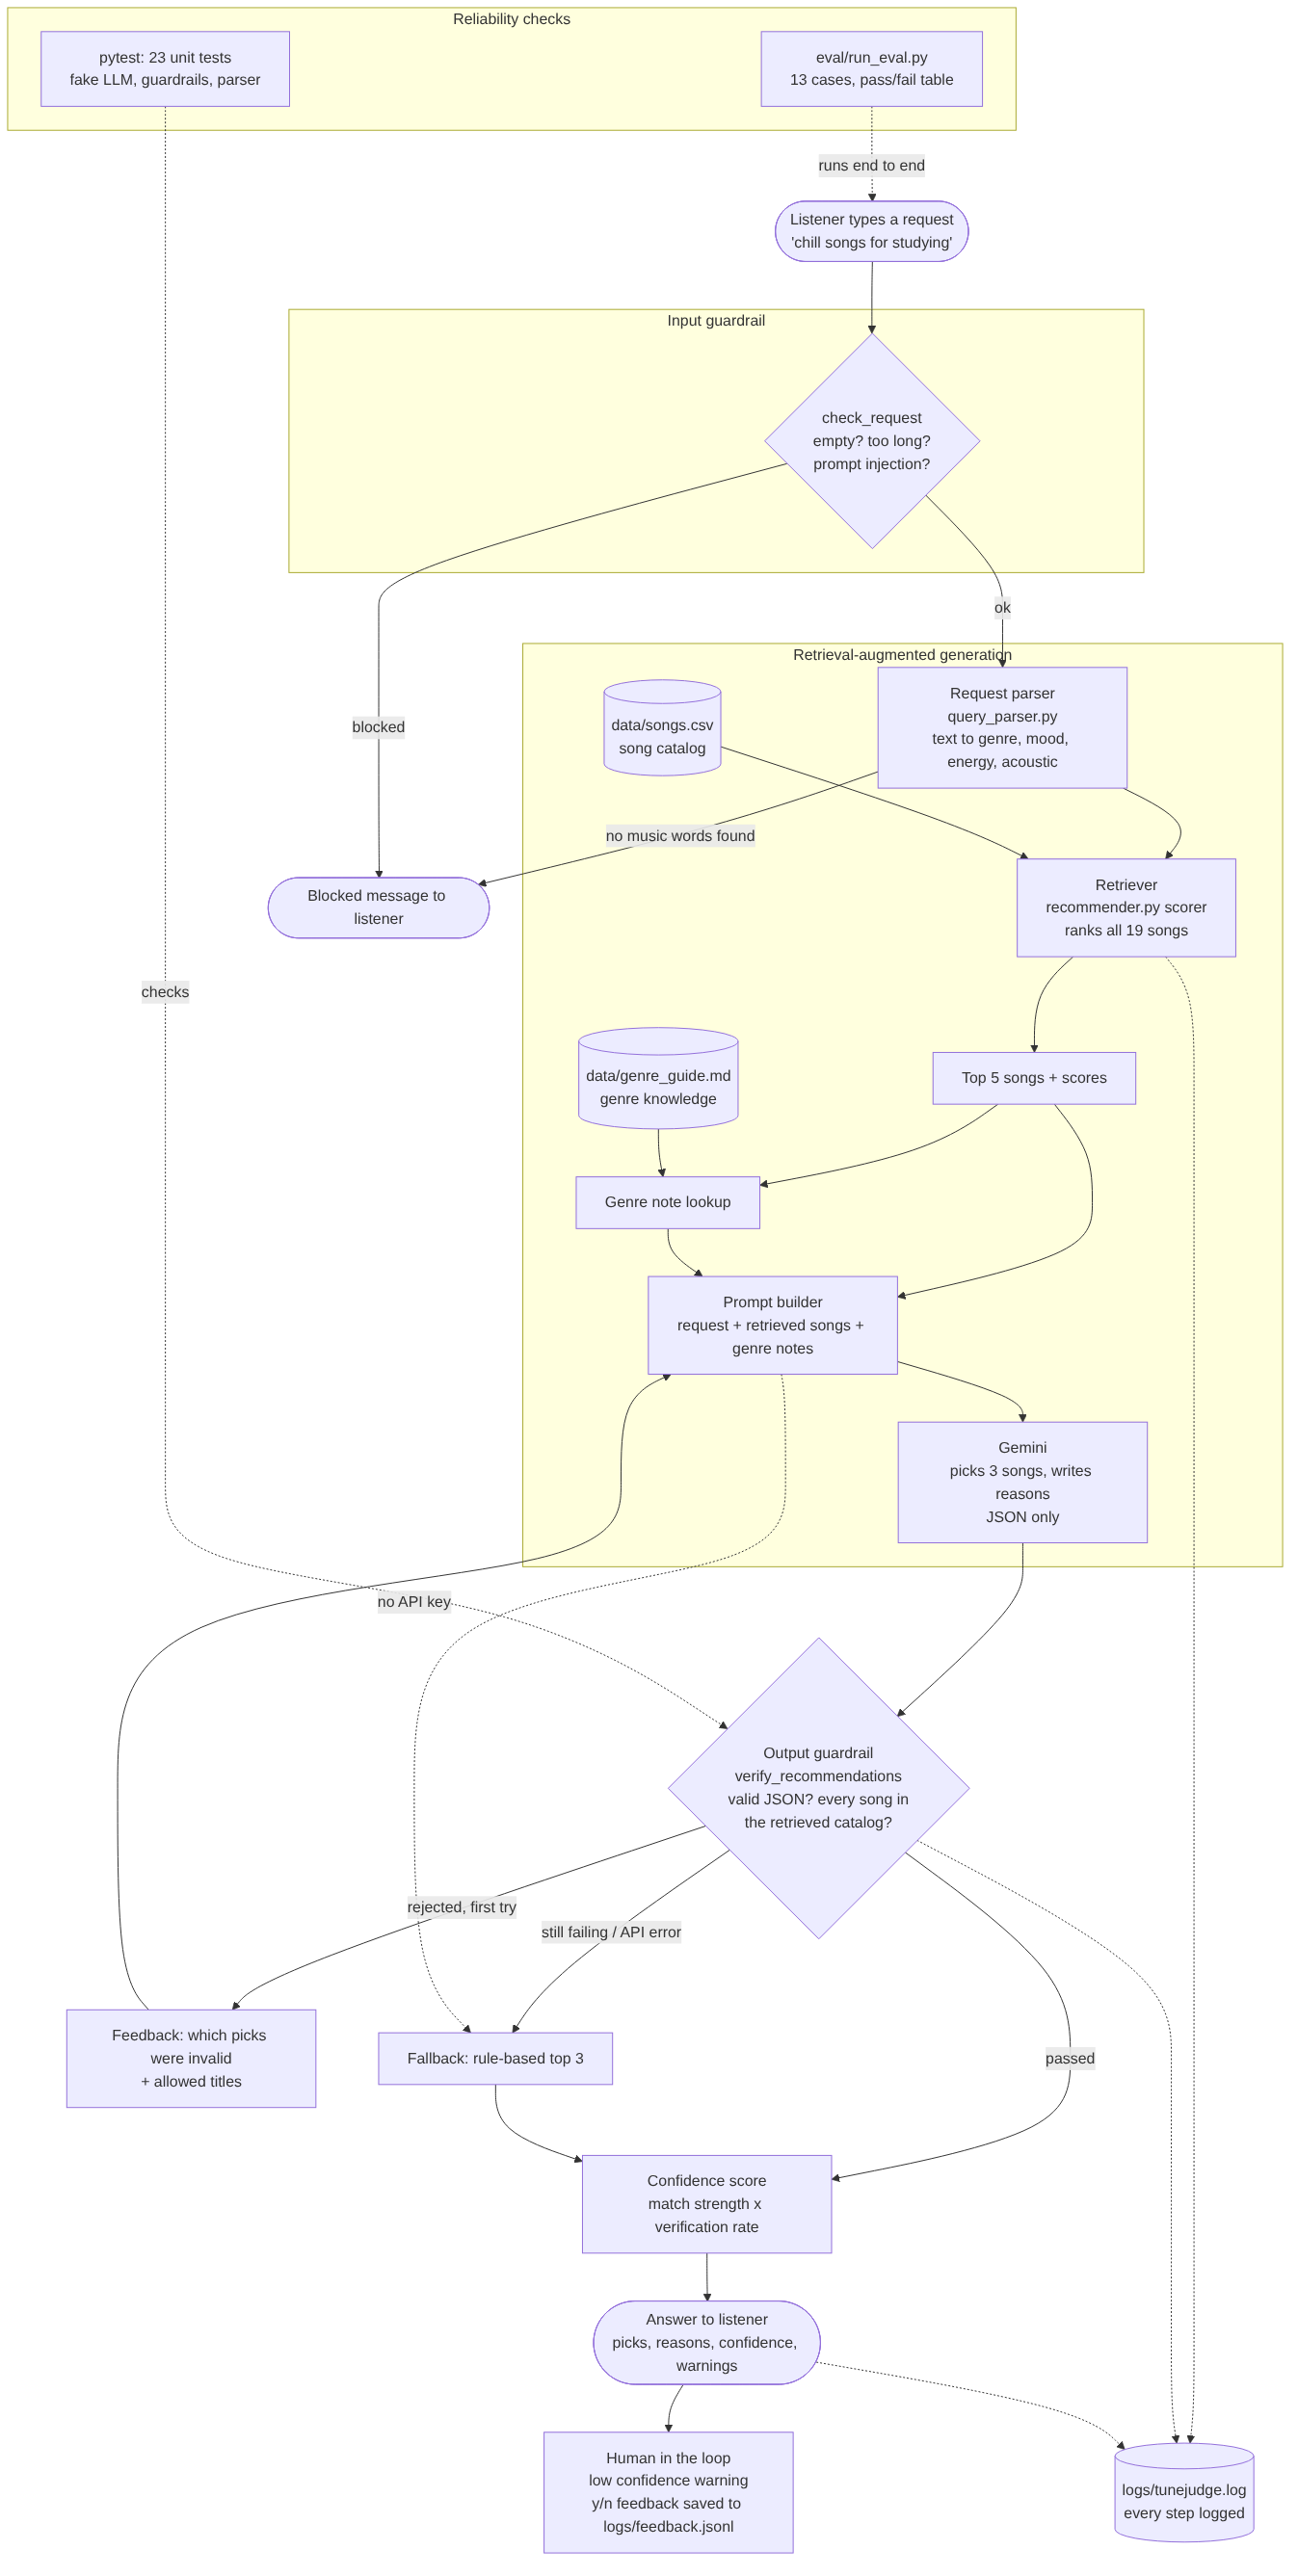 Reliability checks
pytest: 23 unit tests
fake LLM, guardrails, parser
eval/run_eval.py
13 cases, pass/fail table
runs end to end
Listener types a request
'chill songs for studying'
Input guardrail
check_request
empty? too long?
prompt injection?
ok
blocked
Retrieval-augmented generation
data/songs.csv
song catalog
Request parser
query_parser.py
text to genre, mood,
energy, acoustic
no music words found
Blocked message to
listener
Retriever
recommender.py scorer
ranks all 19 songs
checks
data/genre_guide.md
genre knowledge
Top 5 songs + scores
Genre note lookup
Prompt builder
request + retrieved songs +
genre notes
Gemini
picks 3 songs, writes
reasons
JSON only
no API key
Output guardrail
verify_recommendations
valid JSON? every song in
the retrieved catalog?
rejected, first try
still failing / API error
passed
Feedback: which picks
were invalid
+ allowed titles
Fallback: rule-based top 3
Confidence score
match strength x
verification rate
Answer to listener
picks, reasons, confidence,
warnings
Human in the loop
low confidence warning
y/n feedback saved to
logs/feedback.jsonl
logs/tunejudge.log
every step logged